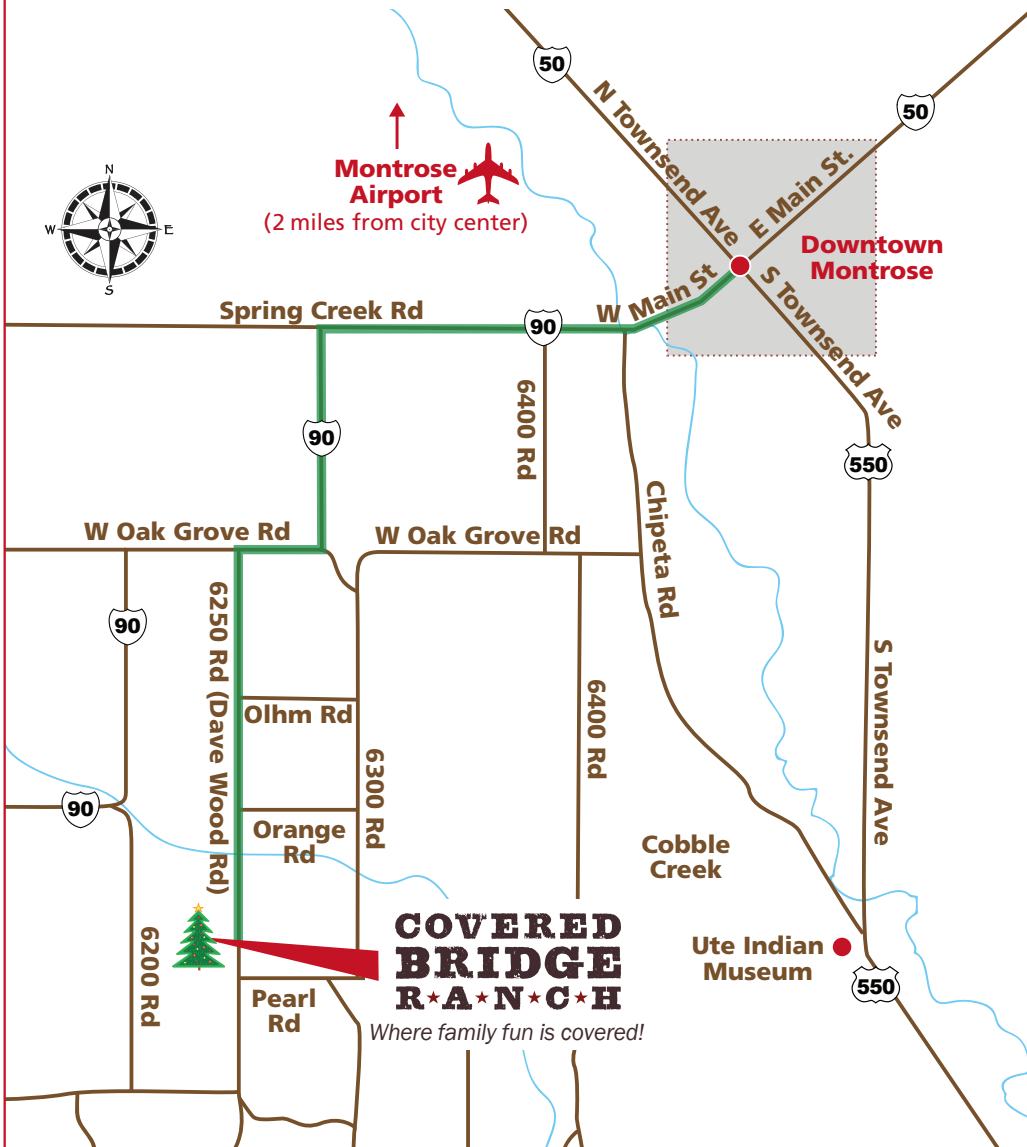 50
N Townsend Ave
50
Montrose
Airport
(2 miles from city center)
E Main St.
Downtown
Montrose
N
W
E
S
Spring Creek Rd
90
W Main St
S Townsend Ave
90
6400 Rd
550
W Oak Grove Rd
W Oak Grove Rd
Chipeta Rd
90
6250 Rd (Dave Wood Rd)
S Townsend Ave
Olhm Rd
6400 Rd
6300 Rd
90
Orange
Rd
Cobble
Creek
COVERED
BRIDGE
R★A★N★C★H
Where family fun is covered!
6200 Rd
Pearl
Rd
Ute Indian
Museum
550